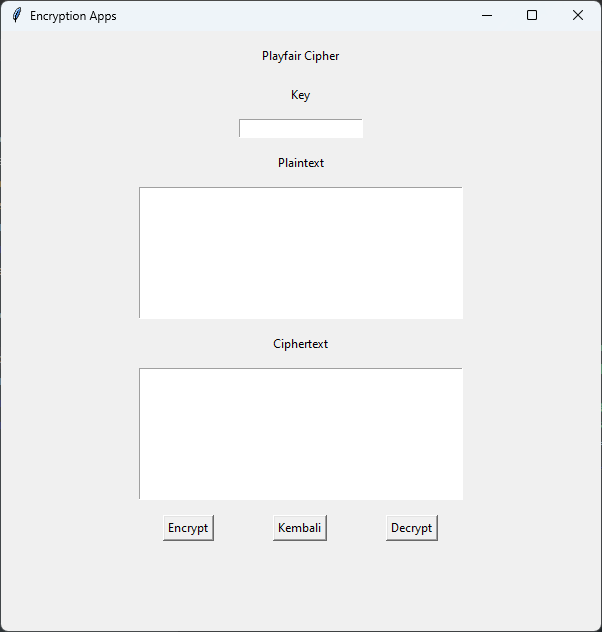 Encryption Apps
Playfair Cipher
Key
Plaintext
Ciphertext
Encrypt Kembali Decrypt